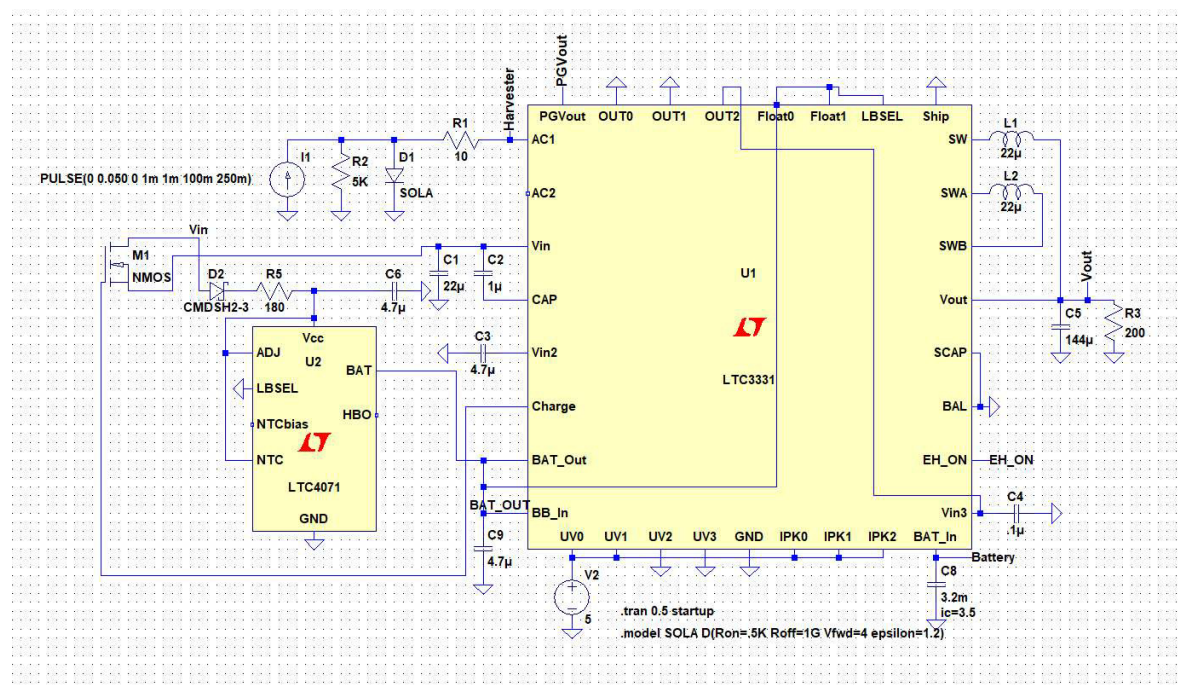 PGVout
PGVout
OUT0
OUT1
OUT2
Float0
Float1
LBSEL
Ship
Harvester
R1
10
AC1
SW
L1
22µ
I1
R2
5K
D1
SOLA
PULSE(0 0.050 0 1m 1m 100m 250m)
AC2
SWA
L2
22µ
Vin
M1
NMOS
Vin
SWB
D2
CMDSH2-3
R5
180
C6
4.7µ
C1
22µ
C2
1µ
CAP
U1
Vout
Vout
C5
144µ
R3
200
Vcc
U2
ADJ
BAT
C3
4.7µ
Vin2
LTC3331
SCAP
LBSEL
HBO
Charge
BAL
NTCbias
NTC
LTC4071
GND
BAT_Out
EH_ON
EH_ON
BAT_OUT
BB_In
Vin3
C4
.1µ
C9
4.7µ
UV0
UV1
UV2
UV3
GND
IPK0
IPK1
IPK2
BAT_In
Battery
V2
5
C8
3.2m
ic=3.5
.tran 0.5 startup
.model SOLA D(Ron=.5K Roff=1G Vfwd=4 epsilon=1.2)